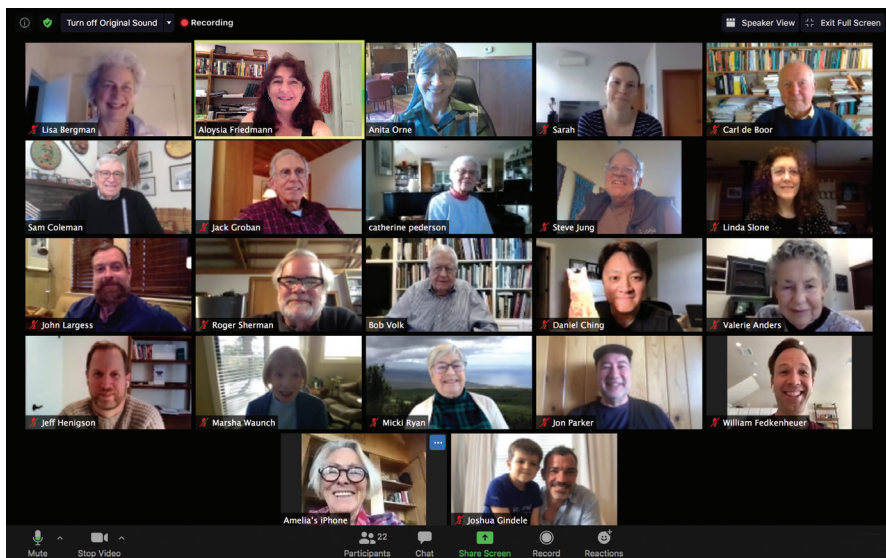 Turn off Original Sound
Recording
Speaker View
Exit Full Screen
Lisa Bergman
Aloysia Friedmann
Anita Orne
Sarah
Carl de Boor
Sam Coleman
Jack Groban
catherine pederson
Steve Jung
Linda Slone
John Largess
Roger Sherman
Bob Volk
Daniel Ching
Valerie Anders
Jeff Henigson
Marsha Waunch
Micki Ryan
Jon Parker
William Fedkenheuer
Amelia's iPhone
Joshua Gindele
22
Mute
Stop Video
Participants
Chat
Share Screen
Record
Reactions